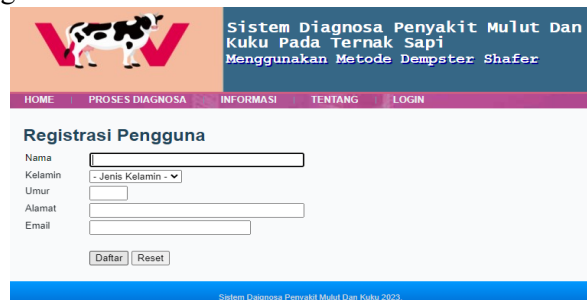 Sistem Diagnosa Penyakit Mulut Dan
Kuku Pada Ternak Sapi
Menggunakan Metode Dempster Shafer
HOME PROSES DIAGNOSA INFORMASI TENTANG LOGIN
Registrasi Pengguna
Nama
Kelamin - Jenis Kelamin -
Umur
Alamat
Email
Daftar Reset
Sistem Daignosa Penyakit Mulut Dan Kuku 2023